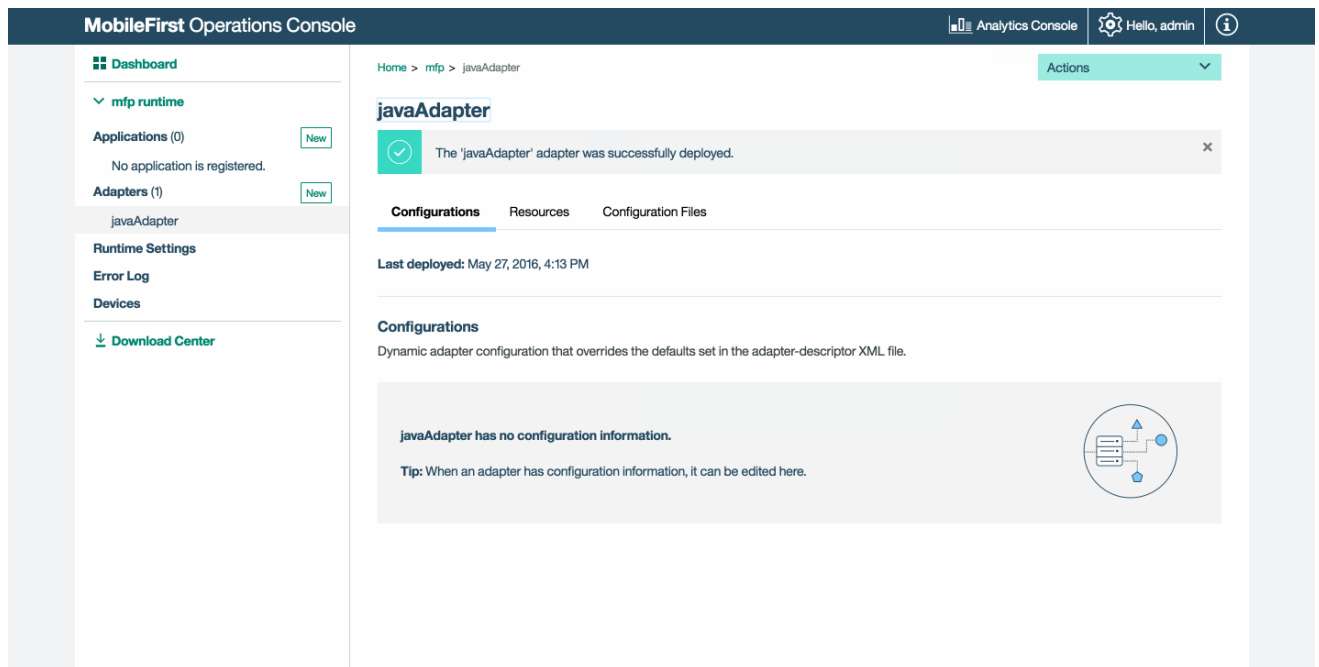 MobileFirst Operations Console
Analytics Console
Hello, admin
Dashboard
mfp runtime
Applications (0)
New
No application is registered.
Adapters (1)
New
javaAdapter
Runtime Settings
Error Log
Devices
Download Center
Home > mfp > javaAdapter
Actions
javaAdapter
The 'javaAdapter' adapter was successfully deployed.
Configurations Resources Configuration Files
Last deployed: May 27, 2016, 4:13 PM
Configurations
Dynamic adapter configuration that overrides the defaults set in the adapter-descriptor XML file.
javaAdapter has no configuration information.
Tip: When an adapter has configuration information, it can be edited here.